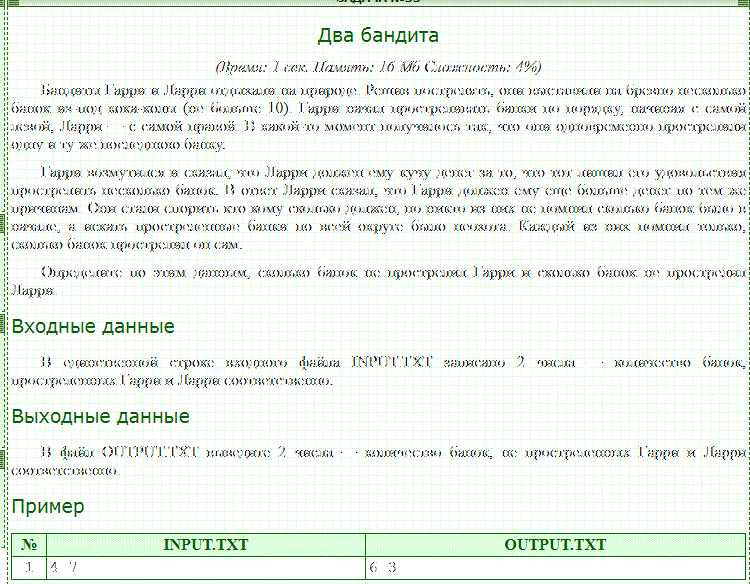 Два бандита
(Время: 1 сек. Память: 16 Мб Сложность: 4%)
Бандиты Гарри и Ларри отдыхали на природе. Решив пострелять, они выставили на бревно несколько
банок из-под кока-колы (не больше 10). Гарри начал простреливать банки по порядку, начиная с самой
левой, Ларри — с самой правой. В какой-то момент получилось так, что они одновременно прострелили
одну и ту же последнюю банку.
Гарри возмутился и сказал, что Ларри должен ему кучу денег за то, что тот лишил его удовольствия
прострелить несколько банок. В ответ Ларри сказал, что Гарри должен ему еще больше денег по тем же
причинам. Они стали спорить кто кому сколько должен, но никто из них не помнил сколько банок было в
начале, а искать простреленные банки по всей округе было неохота. Каждый из них помнил только,
сколько банок прострелил он сам.
Определите по этим данным, сколько банок не прострелил Гарри и сколько банок не прострелил
Ларри.
Входные данные
В единственной строке входного файла INPUT.TXT записано 2 числа — количество банок,
простреленных Гарри и Ларри соответственно.
Выходные данные
В файл OUTPUT.TXT выведите 2 числа — количество банок, не простреленных Гарри и Ларри
соответственно.
Пример
№ INPUT.TXT OUTPUT.TXT
1 4 7 6 3